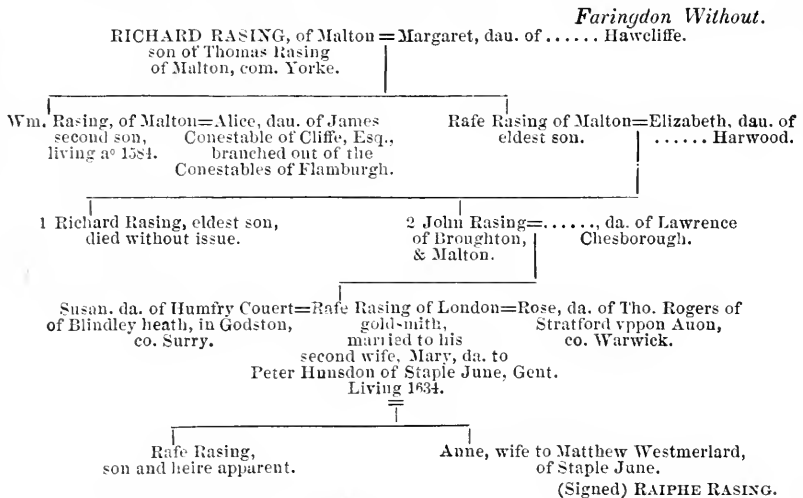 Faringdon Without.
RICHARD RASING, of Malton = Margaret, dau. of ...... Hawcliffe.
son of Thomas Rasing
of Malton, com. Yorke.
Wm. Rasing, of Malton=Alice, dau. of James
second son, Conestable of Cliffe, Esq.,
living aº 1584. branched out of the
Conestables of Flamburgh.
Rafe Rasing of Malton=Elizabeth, dau. of
eldest son. ...... Harwood.
1 Richard Rasing, eldest son,
died without issue.
2 John Rasing=......, da. of Lawrence
of Broughton, Chesborough.
& Malton.
Susan. da. of Humfry Couert=Rafe Rasing of London=Rose, da. of Tho. Rogers of
of Blindley heath, in Godston, gold-mith, Stratford vppon Auon,
co. Surry. married to his co. Warwick.
second wife, Mary, da. to
Peter Hunsdon of Staple June, Gent.
Living 1634.
Rafe Rasing,
son and heire apparent.
Anne, wife to Matthew Westmerlard,
of Staple June.
(Signed) RAIPHE RASING.